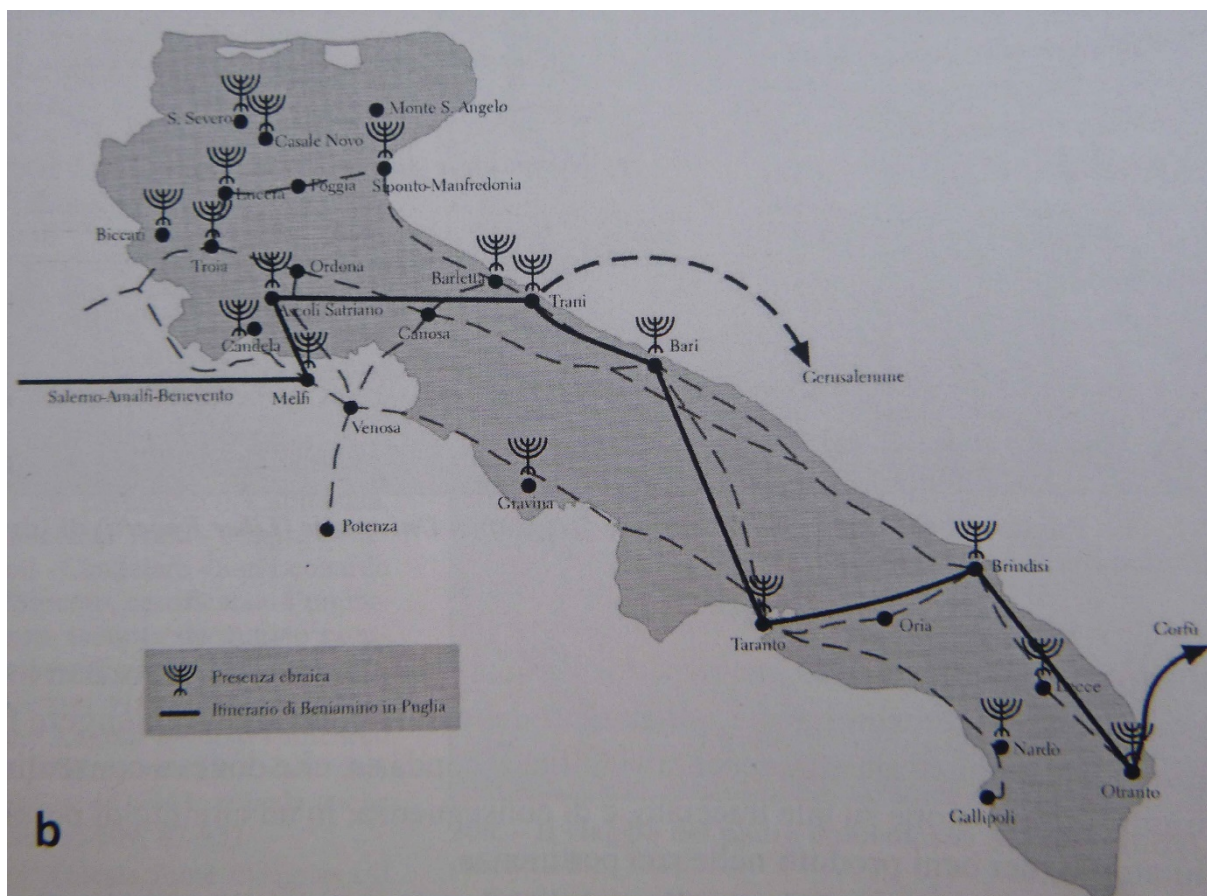 Monte S. Angelo
S. Severo
Casale Novo
Siponto-Manfredonia
Lucera
Foggia
Biccari
Troia
Ordona
Barletta
Trani
Ascoli Satriano
Canosa
Candela
Bari
Gerusalemme
Salerno-Amalfi-Benevento
Melfi
Venosa
Gravina
Potenza
Brindisi
Oria
Taranto
Corfù
Lecce
Nardò
Otranto
Gallipoli
Presenza ebraica
Itinerario di Beniamino in Puglia
b